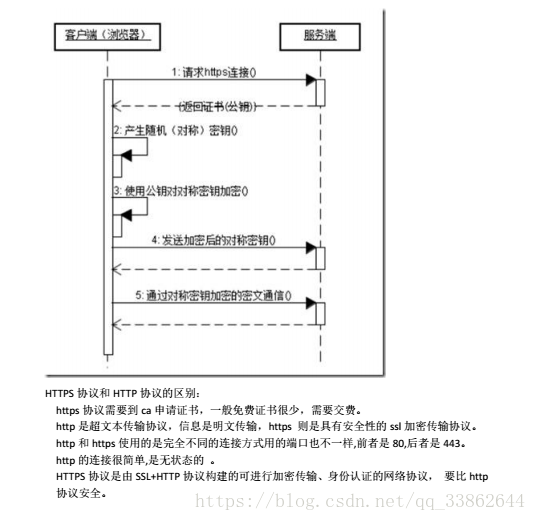 客户端（浏览器）
服务端
1: 请求https连接()
(返回证书(公钥))
2: 产生随机（对称）密钥()
3: 使用公钥对对称密钥加密()
4: 发送加密后的对称密钥()
5: 通过对称密钥加密的密文通信()
HTTPS 协议和 HTTP 协议的区别:
https 协议需要到 ca 申请证书，一般免费证书很少，需要交费。
http 是超文本传输协议，信息是明文传输，https 则是具有安全性的 ssl 加密传输协议。
http 和 https 使用的是完全不同的连接方式用的端口也不一样,前者是 80,后者是 443。
http 的连接很简单,是无状态的 。
HTTPS 协议是由 SSL+HTTP 协议构建的可进行加密传输、身份认证的网络协议， 要比 http
协议安全。
https://blog.csdn.net/qq_33862644